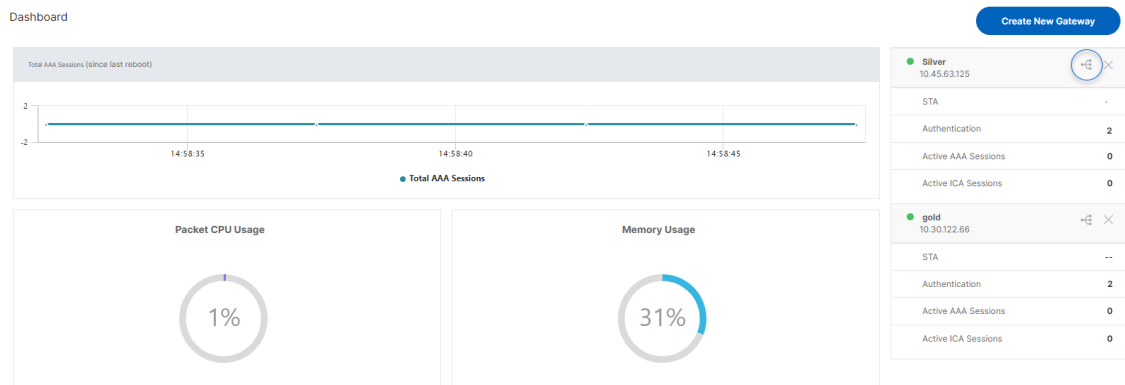 Dashboard
Create New Gateway
Total AAA Sessions (since last reboot)
2
-2
14:58:35
14:58:40
14:58:45
Total AAA Sessions
Packet CPU Usage
1%
Memory Usage
31%
Silver
10.45.63.125
STA -
Authentication 2
Active AAA Sessions 0
Active ICA Sessions 0
gold
10.30.122.66
STA --
Authentication 2
Active AAA Sessions 0
Active ICA Sessions 0